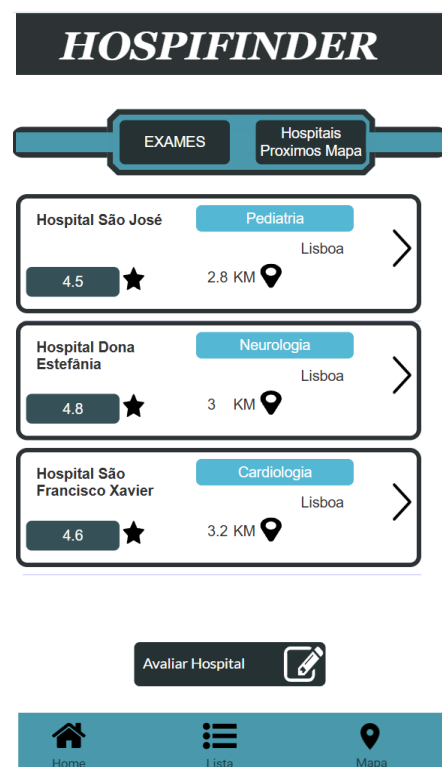 HOSPIFINDER
EXAMES
Hospitais
Proximos Mapa
Hospital São José
Pediatria
Lisboa
4.5
2.8 KM
Hospital Dona
Estefânia
Neurologia
Lisboa
4.8
3 KM
Hospital São
Francisco Xavier
Cardiologia
Lisboa
4.6
3.2 KM
Avaliar Hospital
Home
Lista
Mapa